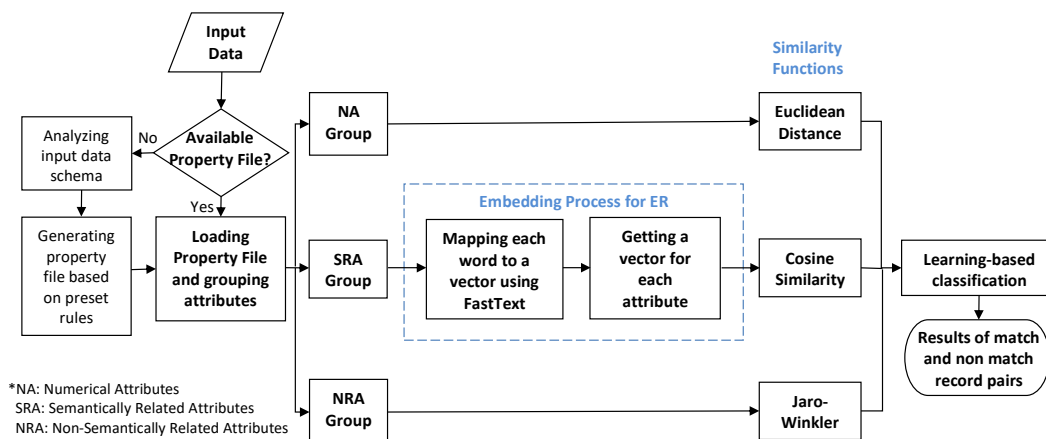 Input
Data
Similarity
Functions
Analyzing
input data
schema
No
Available
Property File?
NA
Group
Euclidean
Distance
Yes
Embedding Process for ER
Generating
property file
based on
preset rules
Loading
Property File
and grouping
attributes
SRA
Group
Mapping each
word to a
vector using
FastText
Getting a
vector for
each
attribute
Cosine
Similarity
Learning-based
classification
Results of match
and non match
record pairs
*NA: Numerical Attributes
SRA: Semantically Related Attributes
NRA: Non-Semantically Related Attributes
NRA
Group
Jaro-
Winkler